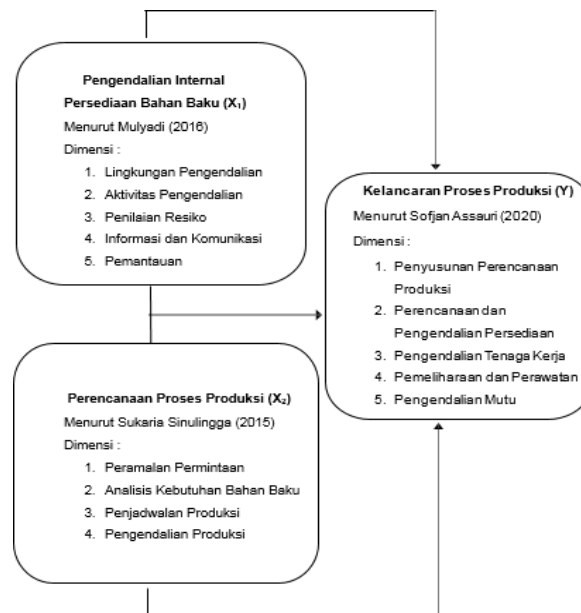 Pengendalian Internal
Persediaan Bahan Baku (X₁)
Menurut Mulyadi (2016)
Dimensi :
1. Lingkungan Pengendalian
2. Aktivitas Pengendalian
3. Penilaian Resiko
4. Informasi dan Komunikasi
5. Pemantauan
Kelancaran Proses Produksi (Y)
Menurut Sofjan Assauri (2020)
Dimensi :
1. Penyusunan Perencanaan
Produksi
2. Perencanaan dan
Pengendalian Persediaan
3. Pengendalian Tenaga Kerja
4. Pemeliharaan dan Perawatan
5. Pengendalian Mutu
Perencanaan Proses Produksi (X₂)
Menurut Sukaria Sinulingga (2015)
Dimensi :
1. Peramalan Permintaan
2. Analisis Kebutuhan Bahan Baku
3. Penjadwalan Produksi
4. Pengendalian Produksi